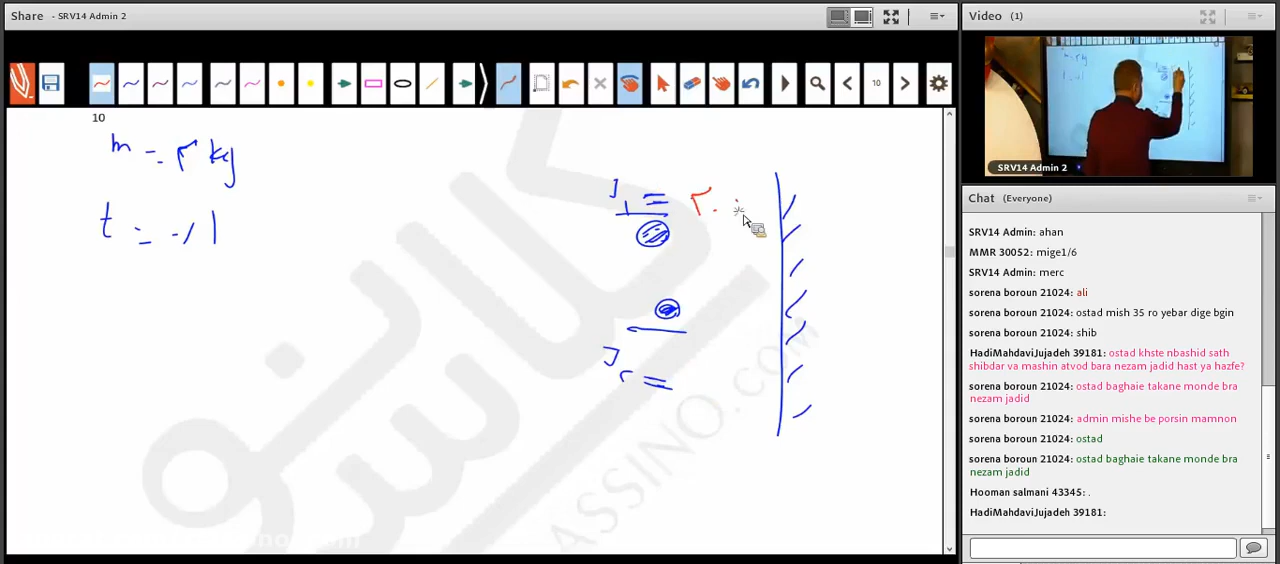 Share - SRV14 Admin 2
Video (1)
10
10
m = ۲ kg
t = ۰/۱
۲۰
SRV14 Admin 2
Chat (Everyone)
SRV14 Admin: ahan
MMR 30052: mige1/6
SRV14 Admin: merc
sorena boroun 21024: ali
sorena boroun 21024: ostad mish 35 ro yebar dige bgin
sorena boroun 21024: shib
HadiMahdaviJujadeh 39181: ostad khste nbashid sath
shibdar va mashin atvod bara nezam jadid hast ya hazfe?
sorena boroun 21024: ostad baghaie takane monde bra
nezam jadid
sorena boroun 21024: admin mishe be porsin mamnon
sorena boroun 21024: ostad
sorena boroun 21024: ostad baghaie takane monde bra
nezam jadid
Hooman salmani 43345: .
HadiMahdaviJujadeh 39181: